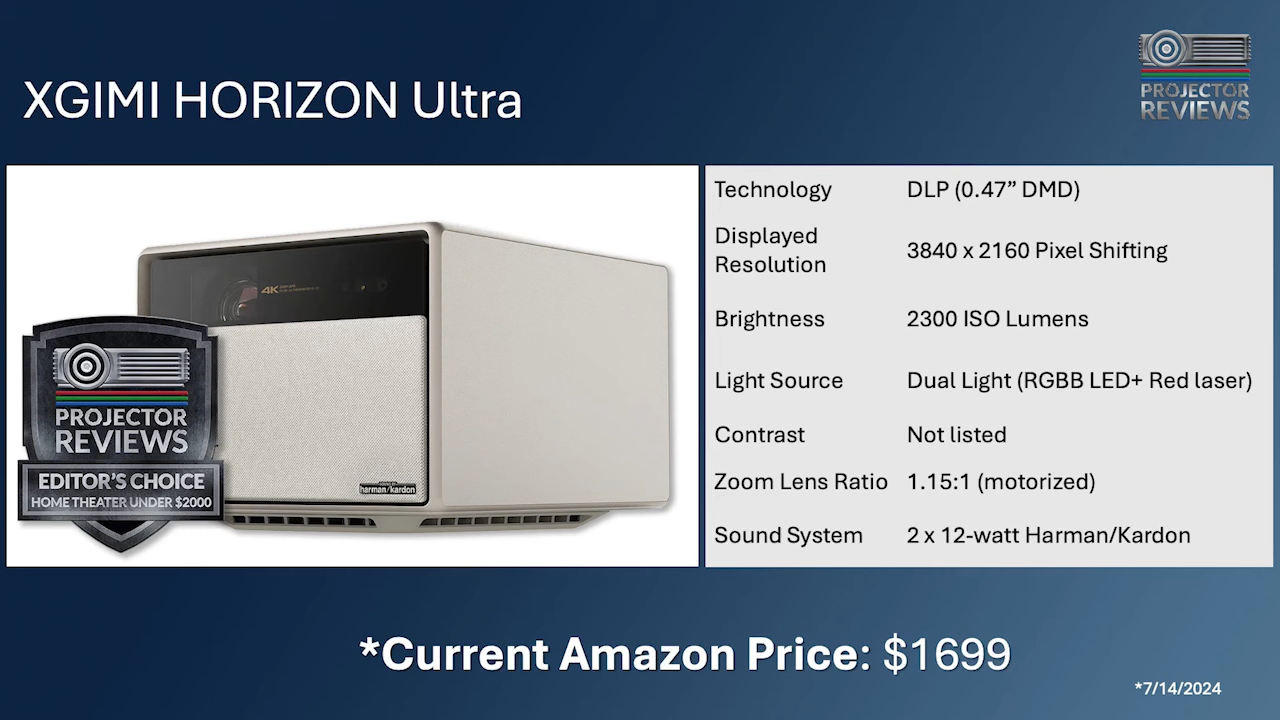 XGIMI HORIZON Ultra
PROJECTOR
REVIEWS
4K
harman/kardon
PROJECTOR
REVIEWS
EDITOR'S CHOICE
HOME THEATER UNDER $2000
Technology DLP (0.47” DMD)
Displayed
Resolution 3840 x 2160 Pixel Shifting
Brightness 2300 ISO Lumens
Light Source Dual Light (RGBB LED+ Red laser)
Contrast Not listed
Zoom Lens Ratio 1.15:1 (motorized)
Sound System 2 x 12-watt Harman/Kardon
*Current Amazon Price: $1699
*7/14/2024